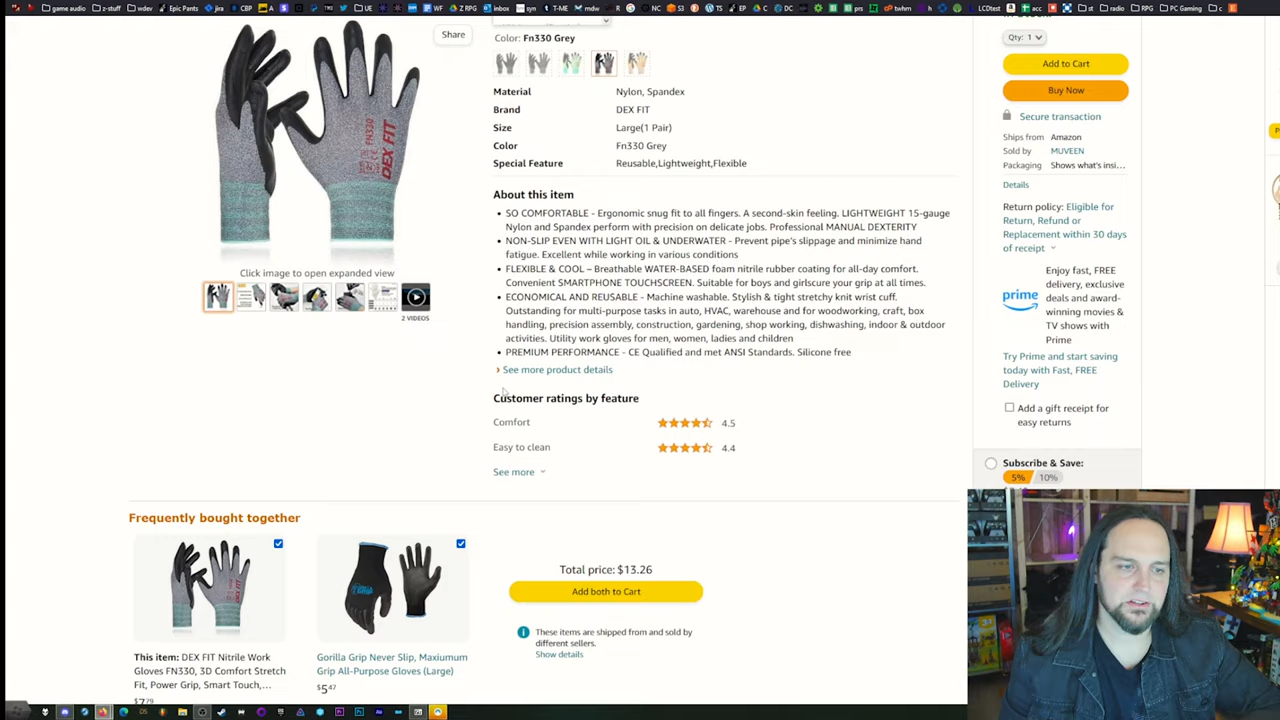 Share
Color: Fn330 Grey
Material Nylon, Spandex
Brand DEX FIT
Size Large(1 Pair)
Color Fn330 Grey
Special Feature Reusable,Lightweight,Flexible
About this item
• SO COMFORTABLE - Ergonomic snug fit to all fingers. A second-skin feeling. LIGHTWEIGHT 15-gauge
Nylon and Spandex perform with precision on delicate jobs. Professional MANUAL DEXTERITY
• NON-SLIP EVEN WITH LIGHT OIL & UNDERWATER - Prevent pipe's slippage and minimize hand
fatigue. Excellent while working in various conditions
• FLEXIBLE & COOL – Breathable WATER-BASED foam nitrile rubber coating for all-day comfort.
Convenient SMARTPHONE TOUCHSCREEN. Suitable for boys and girlscure your grip at all times.
• ECONOMICAL AND REUSABLE - Machine washable. Stylish & tight stretchy knit wrist cuff.
Outstanding for multi-purpose tasks in auto, HVAC, warehouse and for woodworking, craft, box
handling, precision assembly, construction, gardening, shop working, dishwashing, indoor & outdoor
activities. Utility work gloves for men, women, ladies and children
• PREMIUM PERFORMANCE - CE Qualified and met ANSI Standards. Silicone free
› See more product details
Customer ratings by feature
Comfort 4.5
Easy to clean 4.4
See more
DEX FIT
FN330
Click image to open expanded view
2 VIDEOS
Qty: 1
Add to Cart
Buy Now
Secure transaction
Ships from Amazon
Sold by MUVEEN
Packaging Shows what's insi...
Details
Return policy: Eligible for
Return, Refund or
Replacement within 30 days
of receipt
prime
Enjoy fast, FREE
delivery, exclusive
deals and award-
winning movies &
TV shows with
Prime
Try Prime and start saving
today with Fast, FREE
Delivery
Add a gift receipt for
easy returns
Subscribe & Save:
5% 10%
Frequently bought together
This item: DEX FIT Nitrile Work
Gloves FN330, 3D Comfort Stretch
Fit, Power Grip, Smart Touch,...
$7.79
Gorilla Grip Never Slip, Maxiumum
Grip All-Purpose Gloves (Large)
$5.47
Total price: $13.26
Add both to Cart
These items are shipped from and sold by
different sellers.
Show details